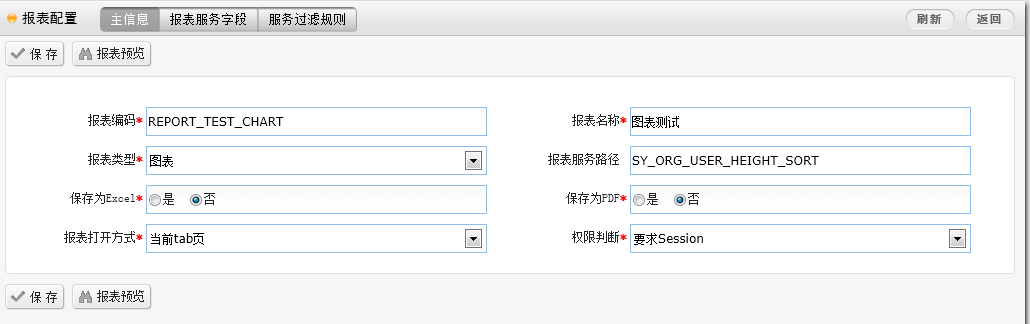 报表配置 主信息 报表服务字段 服务过滤规则 刷新 返回
保存 报表预览
报表编码* REPORT_TEST_CHART 报表名称* 图表测试
报表类型* 图表 报表服务路径 SY_ORG_USER_HEIGHT_SORT
保存为Excel* 是 否 保存为PDF* 是 否
报表打开方式* 当前tab页 权限判断* 要求Session
保存 报表预览